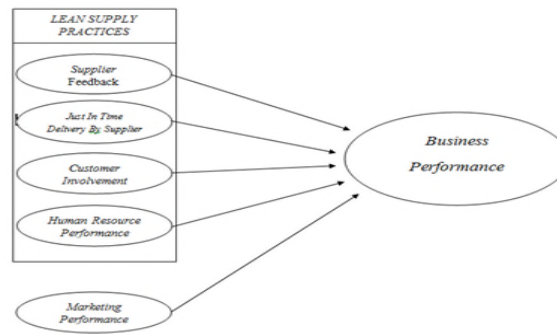 LEAN SUPPLY
PRACTICES
Supplier
Feedback
Just In Time
Delivery By Supplier
Customer
Involvement
Human Resource
Performance
Marketing
Performance
Business
Performance